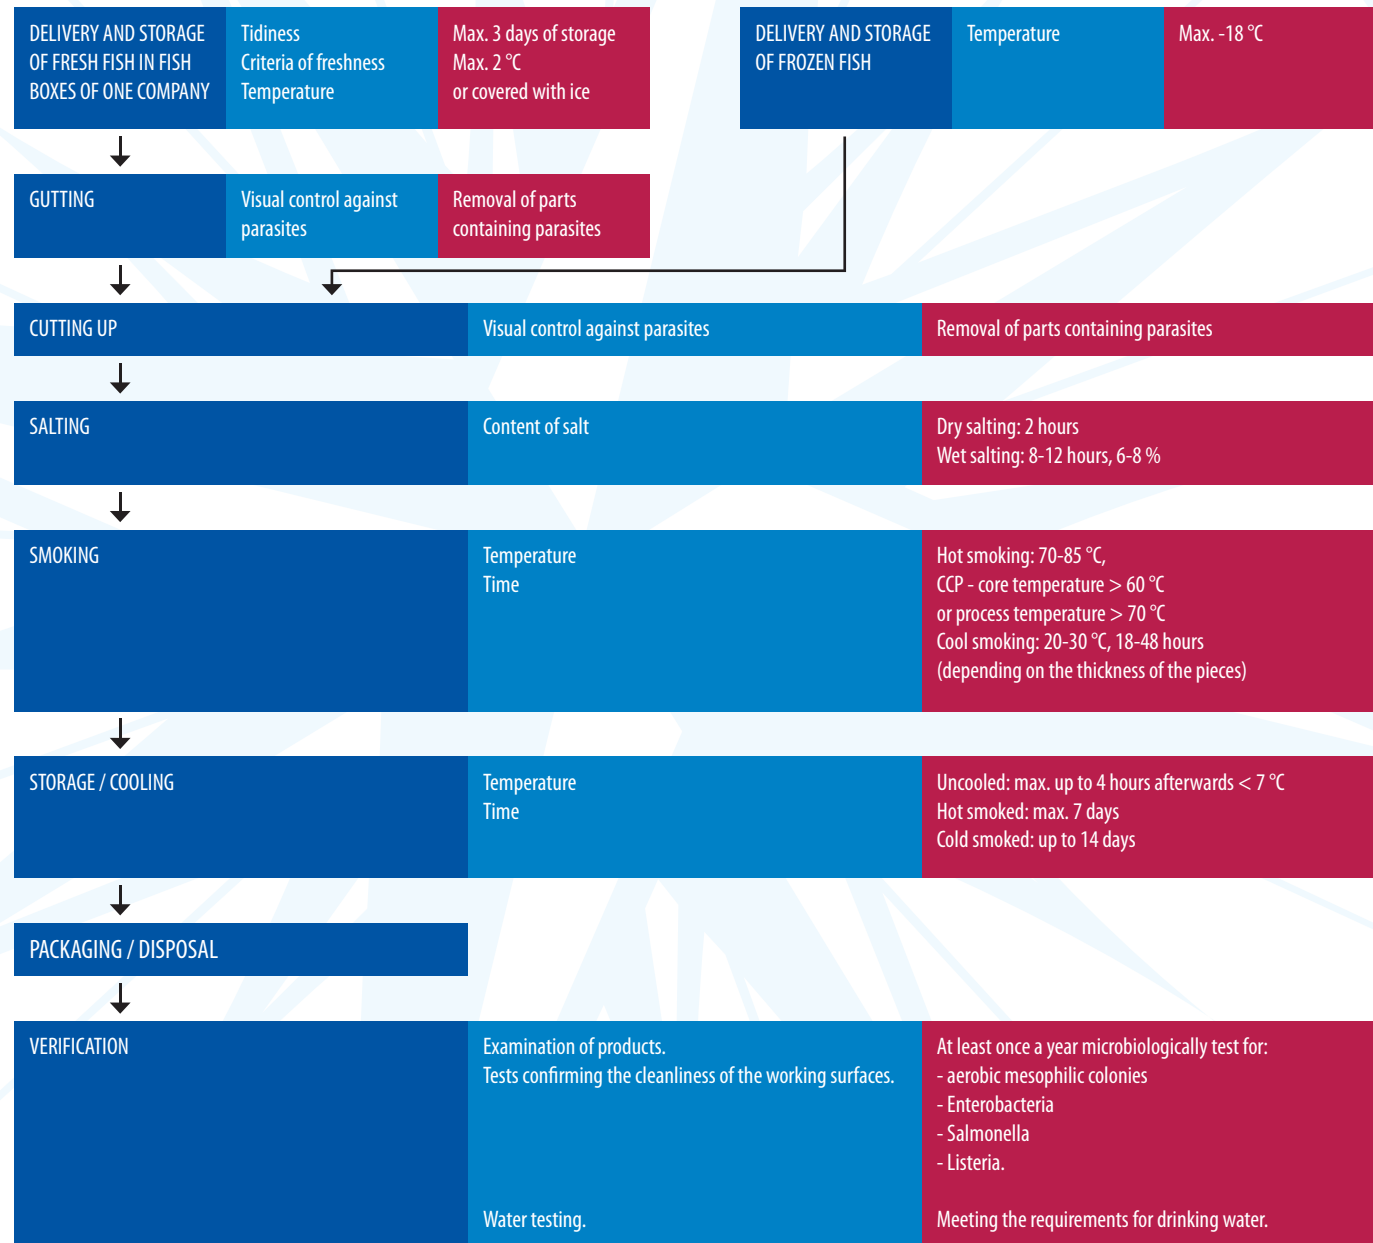 DELIVERY AND STORAGE
OF FRESH FISH IN FISH
BOXES OF ONE COMPANY
Tidiness
Criteria of freshness
Temperature
Max. 3 days of storage
Max. 2 °C
or covered with ice
DELIVERY AND STORAGE
OF FROZEN FISH
Temperature
Max. -18 °C
GUTTING
Visual control against
parasites
Removal of parts
containing parasites
CUTTING UP
Visual control against parasites
Removal of parts containing parasites
SALTING
Content of salt
Dry salting: 2 hours
Wet salting: 8-12 hours, 6-8 %
SMOKING
Temperature
Time
Hot smoking: 70-85 °C,
CCP - core temperature > 60 °C
or process temperature > 70 °C
Cool smoking: 20-30 °C, 18-48 hours
(depending on the thickness of the pieces)
STORAGE / COOLING
Temperature
Time
Uncooled: max. up to 4 hours afterwards < 7 °C
Hot smoked: max. 7 days
Cold smoked: up to 14 days
PACKAGING / DISPOSAL
VERIFICATION
Examination of products.
Tests confirming the cleanliness of the working surfaces.
Water testing.
At least once a year microbiologically test for:
- aerobic mesophilic colonies
- Enterobacteria
- Salmonella
- Listeria.
Meeting the requirements for drinking water.